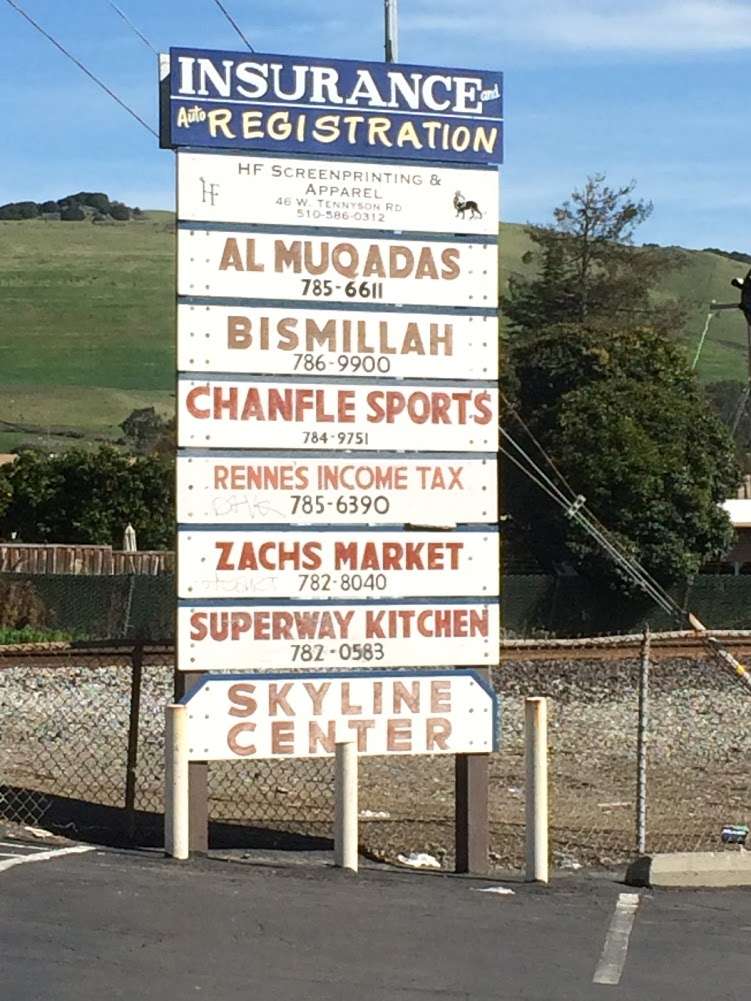 INSURANCE and
Auto REGISTRATION
HF
HF SCREENPRINTING &
APPAREL
46 W. TENNYSON RD
510-586-0312
AL MUQADAS
785-6611
BISMILLAH
786-9900
CHANFLE SPORTS
784-9751
RENNE'S INCOME TAX
785-6390
ZACHS MARKET
782-8040
SUPERWAY KITCHEN
782-0583
SKYLINE
CENTER